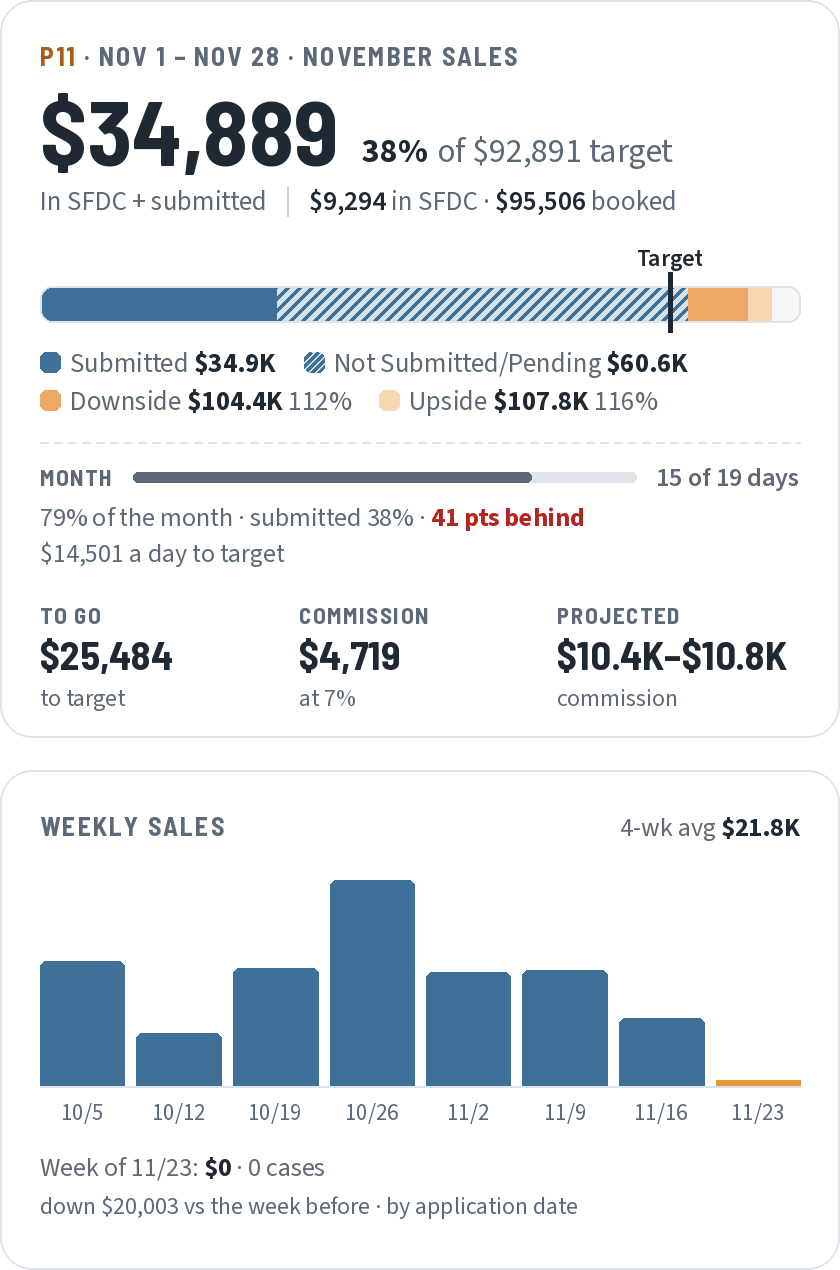 P11 · NOV 1 – NOV 28 · NOVEMBER SALES
$34,889 38% of $92,891 target
In SFDC + submitted $9,294 in SFDC · $95,506 booked
Target
Submitted $34.9K Not Submitted/Pending $60.6K
Downside $104.4K 112% Upside $107.8K 116%
MONTH 15 of 19 days
79% of the month · submitted 38% · 41 pts behind
$14,501 a day to target
TO GO COMMISSION PROJECTED
$25,484 $4,719 $10.4K–$10.8K
to target at 7% commission
WEEKLY SALES 4-wk avg $21.8K
10/5 10/12 10/19 10/26 11/2 11/9 11/16 11/23
Week of 11/23: $0 · 0 cases
down $20,003 vs the week before · by application date